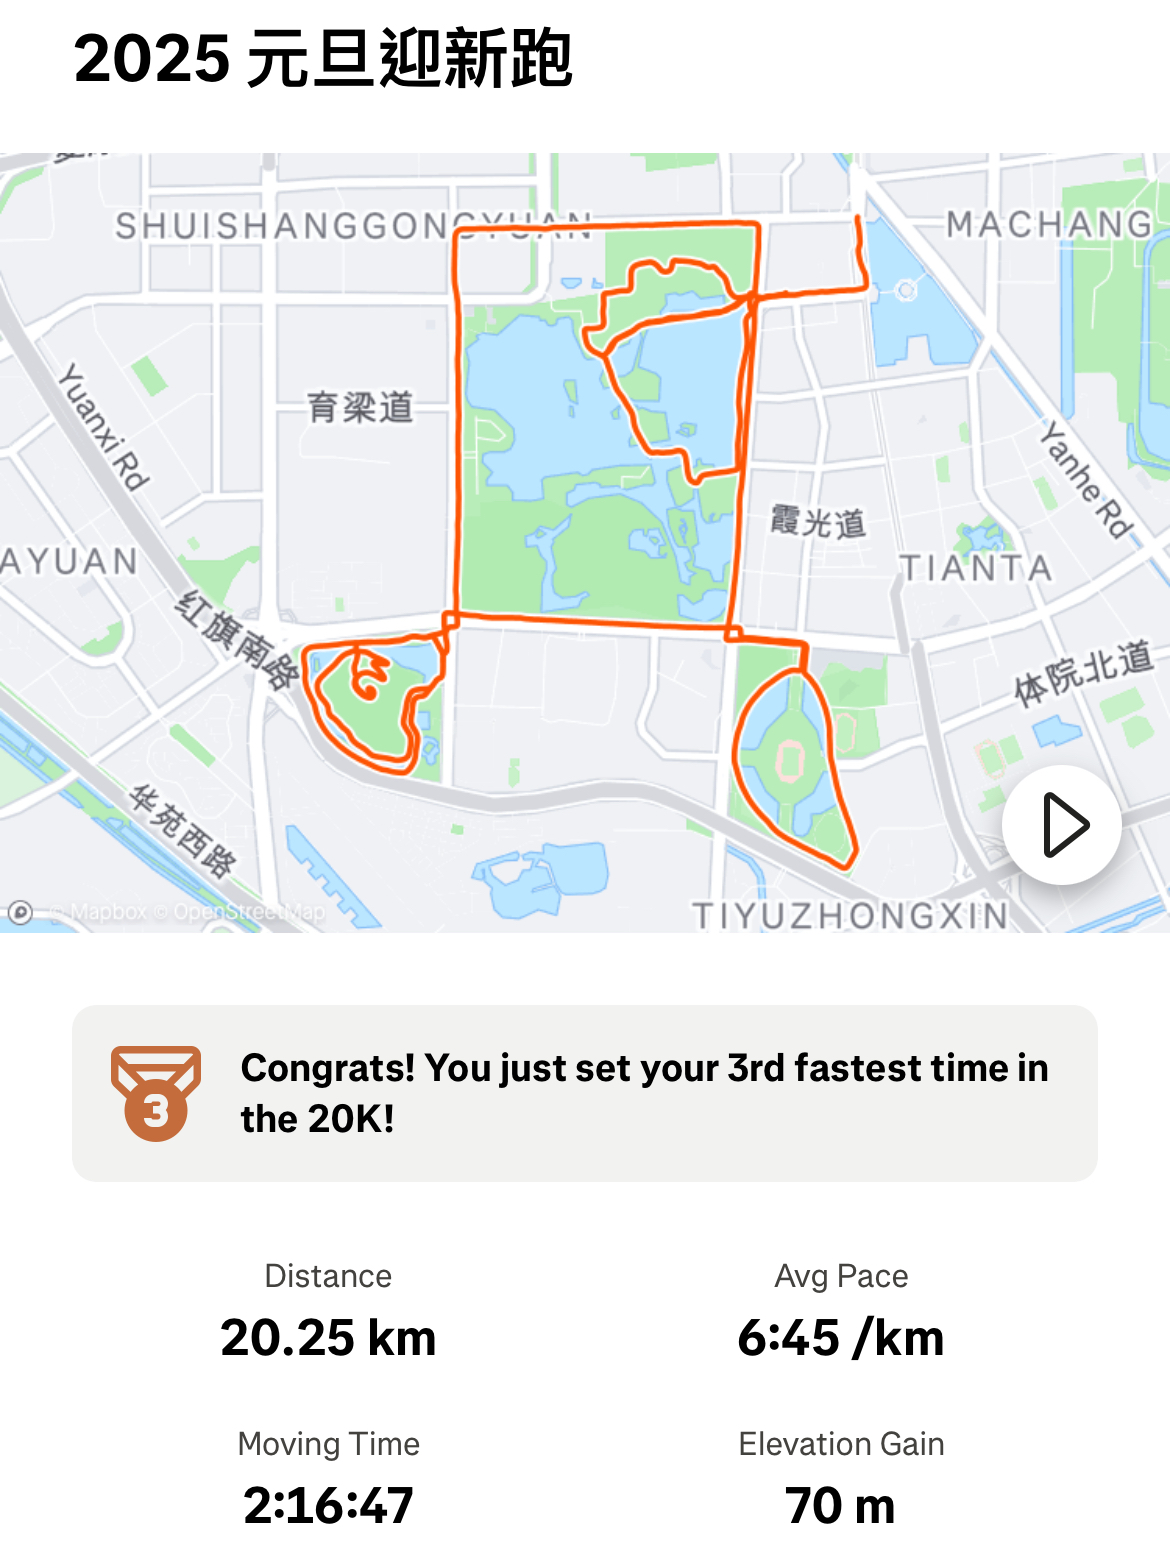 2025 元旦迎新跑
SHUISHANGGONGYUAN
MACHANG
Yuanxi Rd
育梁道
Yanhe Rd
霞光道
AYUAN
TIANTA
红旗南路
体院北道
华苑西路
© Mapbox © OpenStreetMap
TIYUZHONGXIN
3
Congrats! You just set your 3rd fastest time in
the 20K!
Distance
Avg Pace
20.25 km
6:45 /km
Moving Time
Elevation Gain
2:16:47
70 m